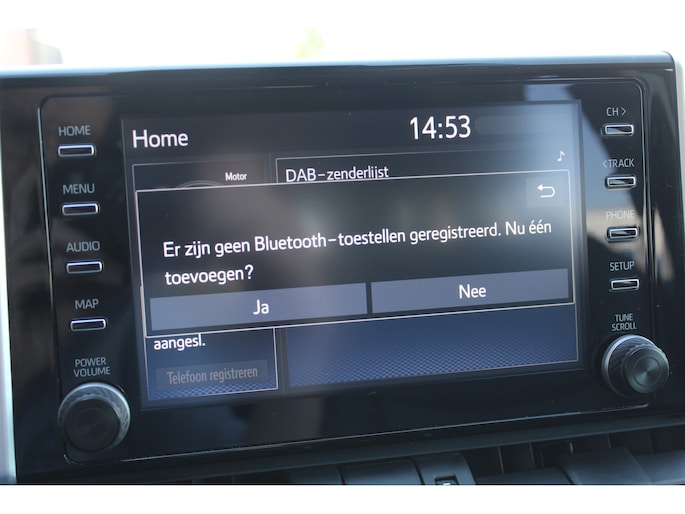 HOME
MENU
AUDIO
MAP
POWER
VOLUME
Home
14:53
Motor
DAB-zenderlijst
Er zijn geen Bluetooth-toestellen geregistreerd. Nu één
toevoegen?
Ja
Nee
aangesl.
Telefoon registreren
CH >
< TRACK
PHONE
SETUP
TUNE
SCROLL